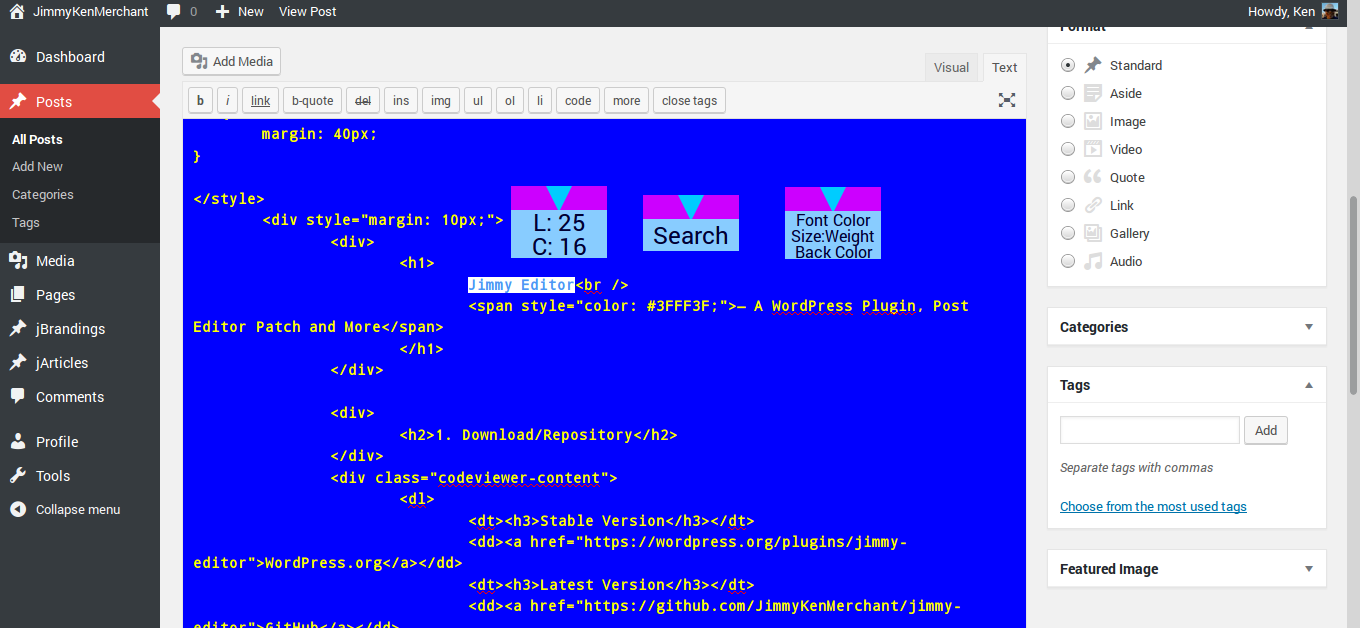 JimmyKenMerchant 0 New View Post Howdy, Ken
Dashboard
Posts
All Posts
Add New
Categories
Tags
Media
Pages
jBrandings
jArticles
Comments
Profile
Tools
Collapse menu
Add Media
Visual Text
b i link b-quote del ins img ul ol li code more close tags
margin: 40px;
}
</style>
<div style="margin: 10px;">
<div>
<h1>
Jimmy Editor<br />
<span style="color: #3FFF3F;">— A WordPress Plugin, Post
Editor Patch and More</span>
</h1>
</div>
<div>
<h2>1. Download/Repository</h2>
</div>
<div class="codeviewer-content">
<dl>
<dt><h3>Stable Version</h3></dt>
<dd><a href="https://wordpress.org/plugins/jimmy-
editor">WordPress.org</a></dd>
<dt><h3>Latest Version</h3></dt>
<dd><a href="https://github.com/JimmyKenMerchant/jimmy-
editor">GitHub</a></dd>
L: 25
C: 16
Search
Font Color
Size:Weight
Back Color
Format
Standard
Aside
Image
Video
Quote
Link
Gallery
Audio
Categories
Tags
Add
Separate tags with commas
Choose from the most used tags
Featured Image